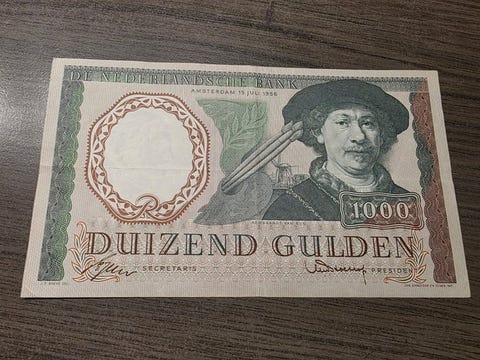 DE NEDERLANDSCHE BANK
AMSTERDAM 15 JULI 1956
R
1000
DUIZEND GULDEN
SECRETARIS
PRESIDENT